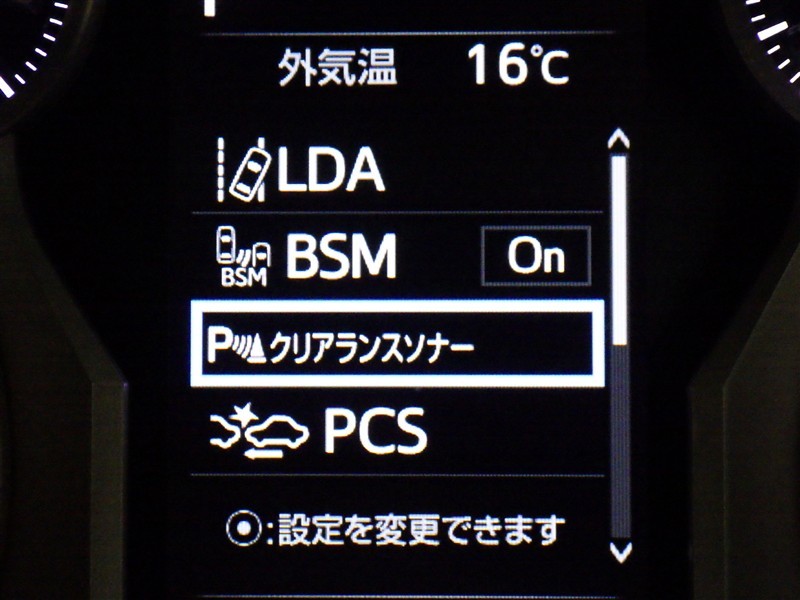 外気温 16℃
LDA
BSM BSM On
Pクリアランスソナー
PCS
⦿:設定を変更できます